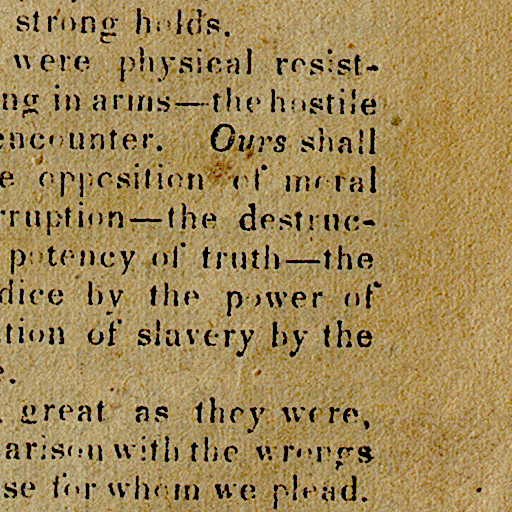 strong holds.
were physical resist-
ng in arms—the hostile
encounter. Ours shall
e opposition of moral
rruption—the destruc-
potency of truth—the
dice by the power of
tion of slavery by the
great as they were,
arison with the wrongs
se for whom we plead.